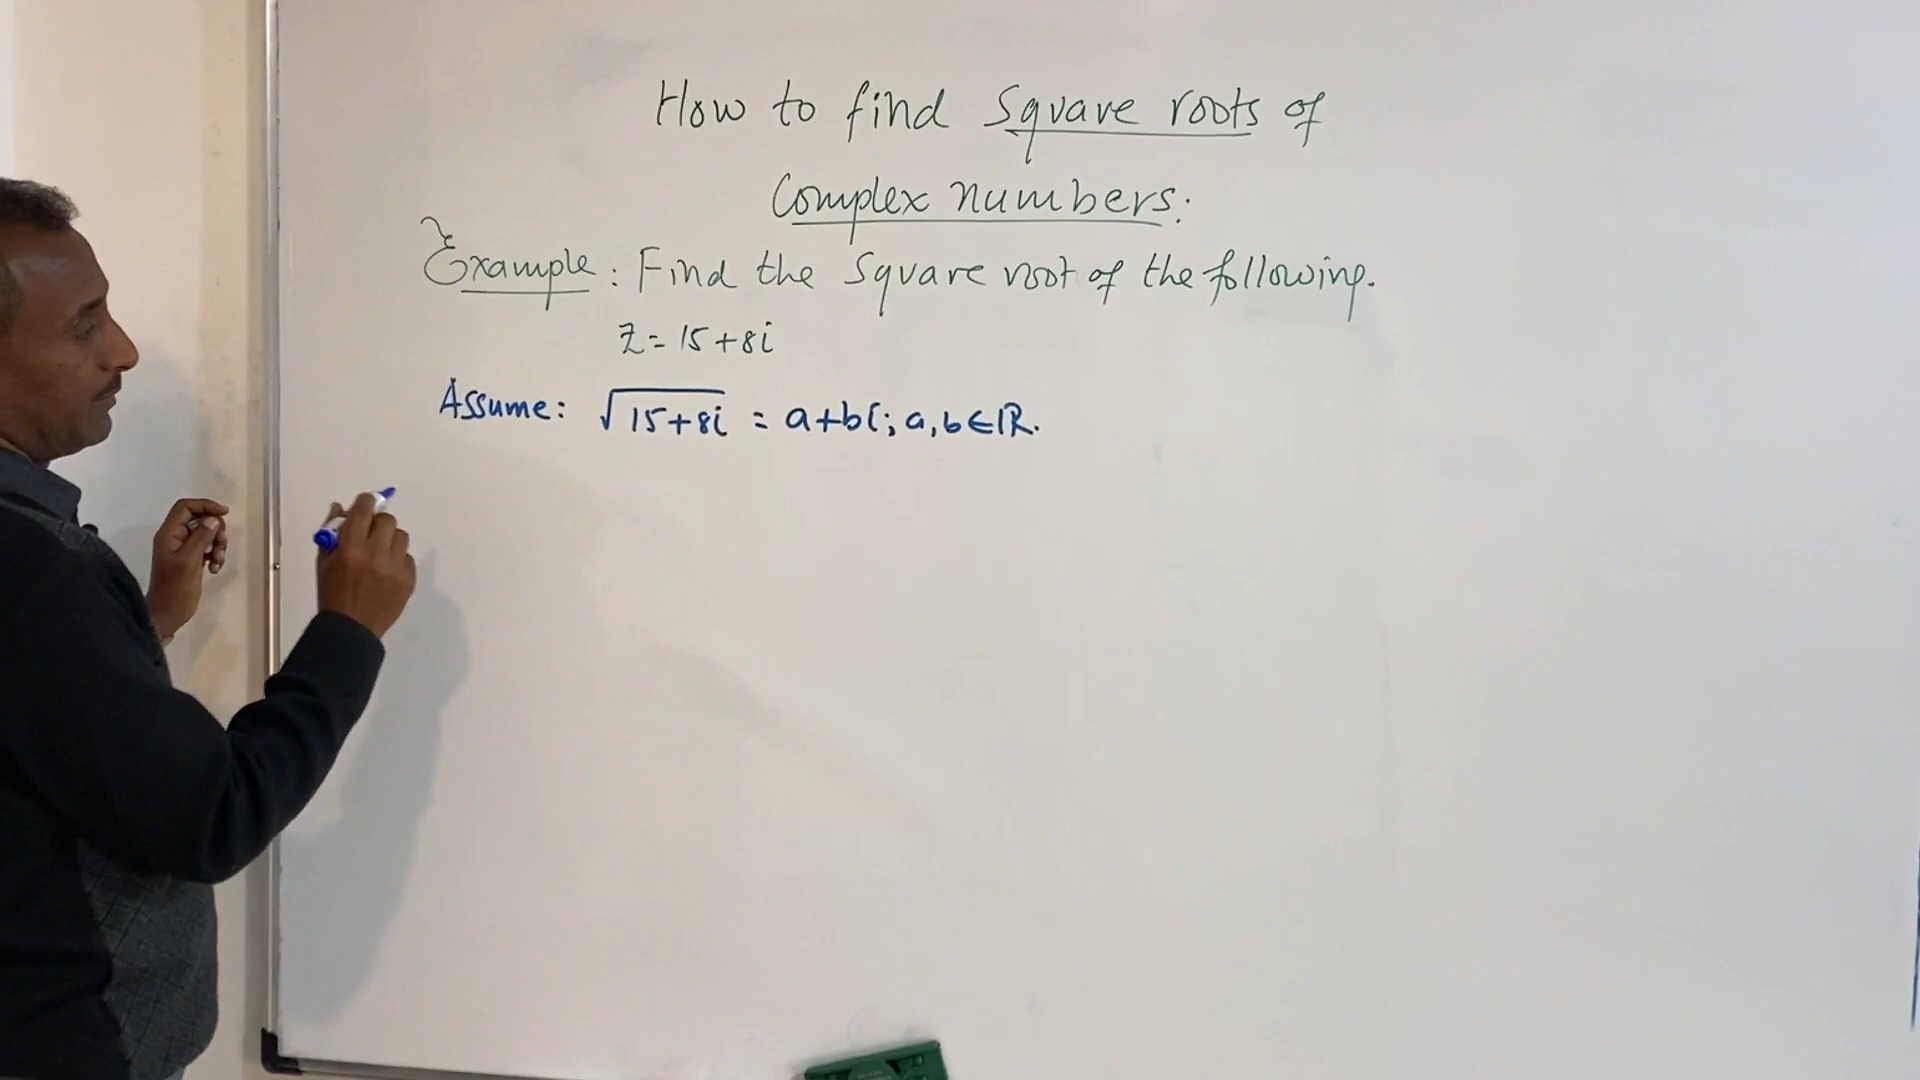 How to find Square roots of
Complex numbers:
Example: Find the Square root of the following.
Z = 15+8i
Assume: √15+8i = a+bi; a,b∈ℝ.